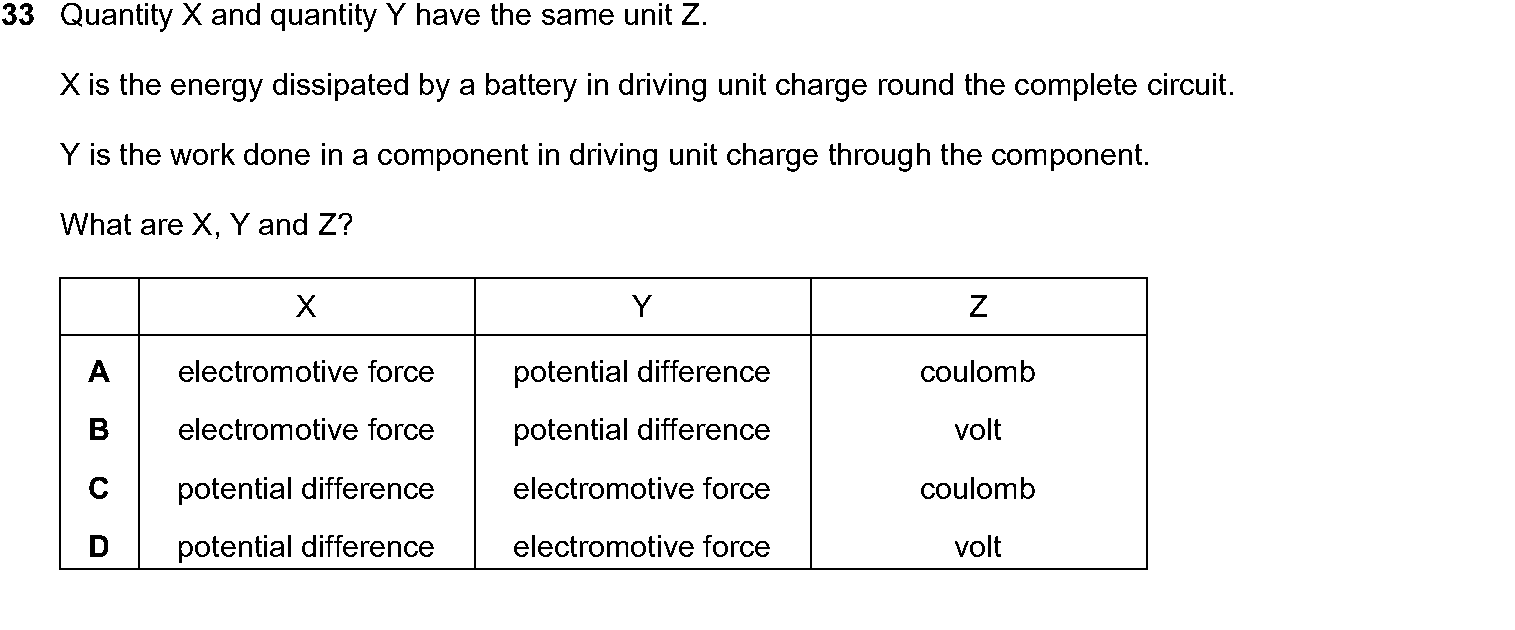 33 Quantity X and quantity Y have the same unit Z.
X is the energy dissipated by a battery in driving unit charge round the complete circuit.
Y is the work done in a component in driving unit charge through the component.
What are X, Y and Z?
X Y Z
A electromotive force potential difference coulomb
B electromotive force potential difference volt
C potential difference electromotive force coulomb
D potential difference electromotive force volt